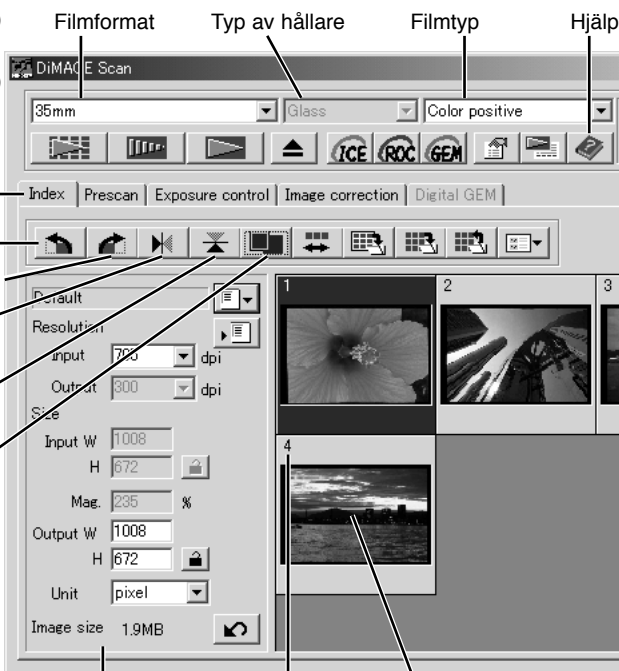 Filmformat Typ av hållare Filmtyp Hjälp
DiMAGE Scan
35mm Glass Color positive
ICE ROC GEM
Index Prescan Exposure control Image correction Digital GEM
Default
1 2 3
Resolution
Input dpi
Output 300 dpi
Size
Input W 1008
H 672
4
Mag. 235 %
Output W 1008
H 672
Unit pixel
Image size 1.9MB